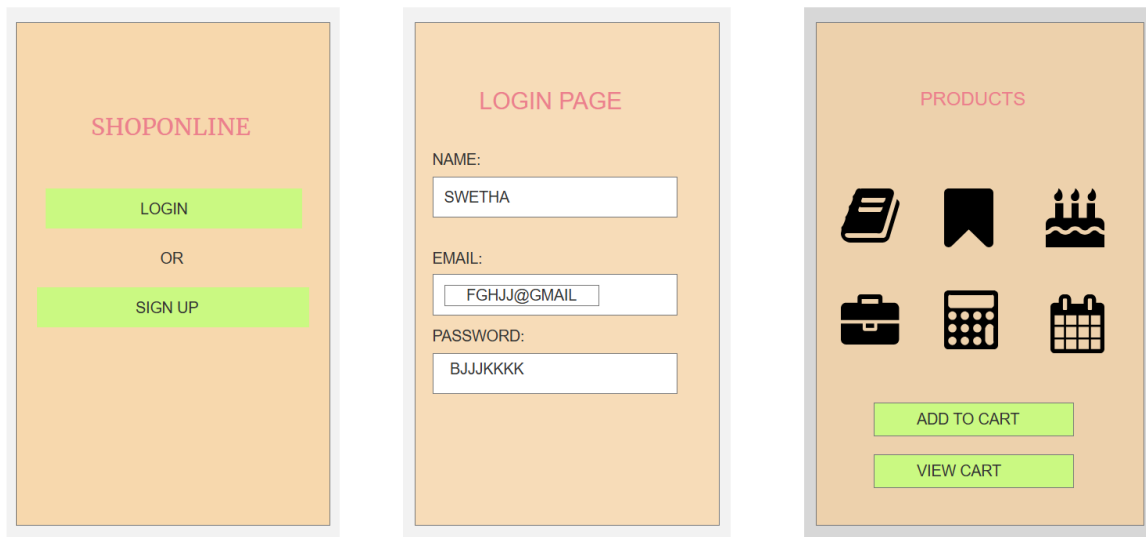 SHOPONLINE
LOGIN
OR
SIGN UP
LOGIN PAGE
NAME:
SWETHA
EMAIL:
FGHJJ@GMAIL
PASSWORD:
BJJJKKKK
PRODUCTS
ADD TO CART
VIEW CART